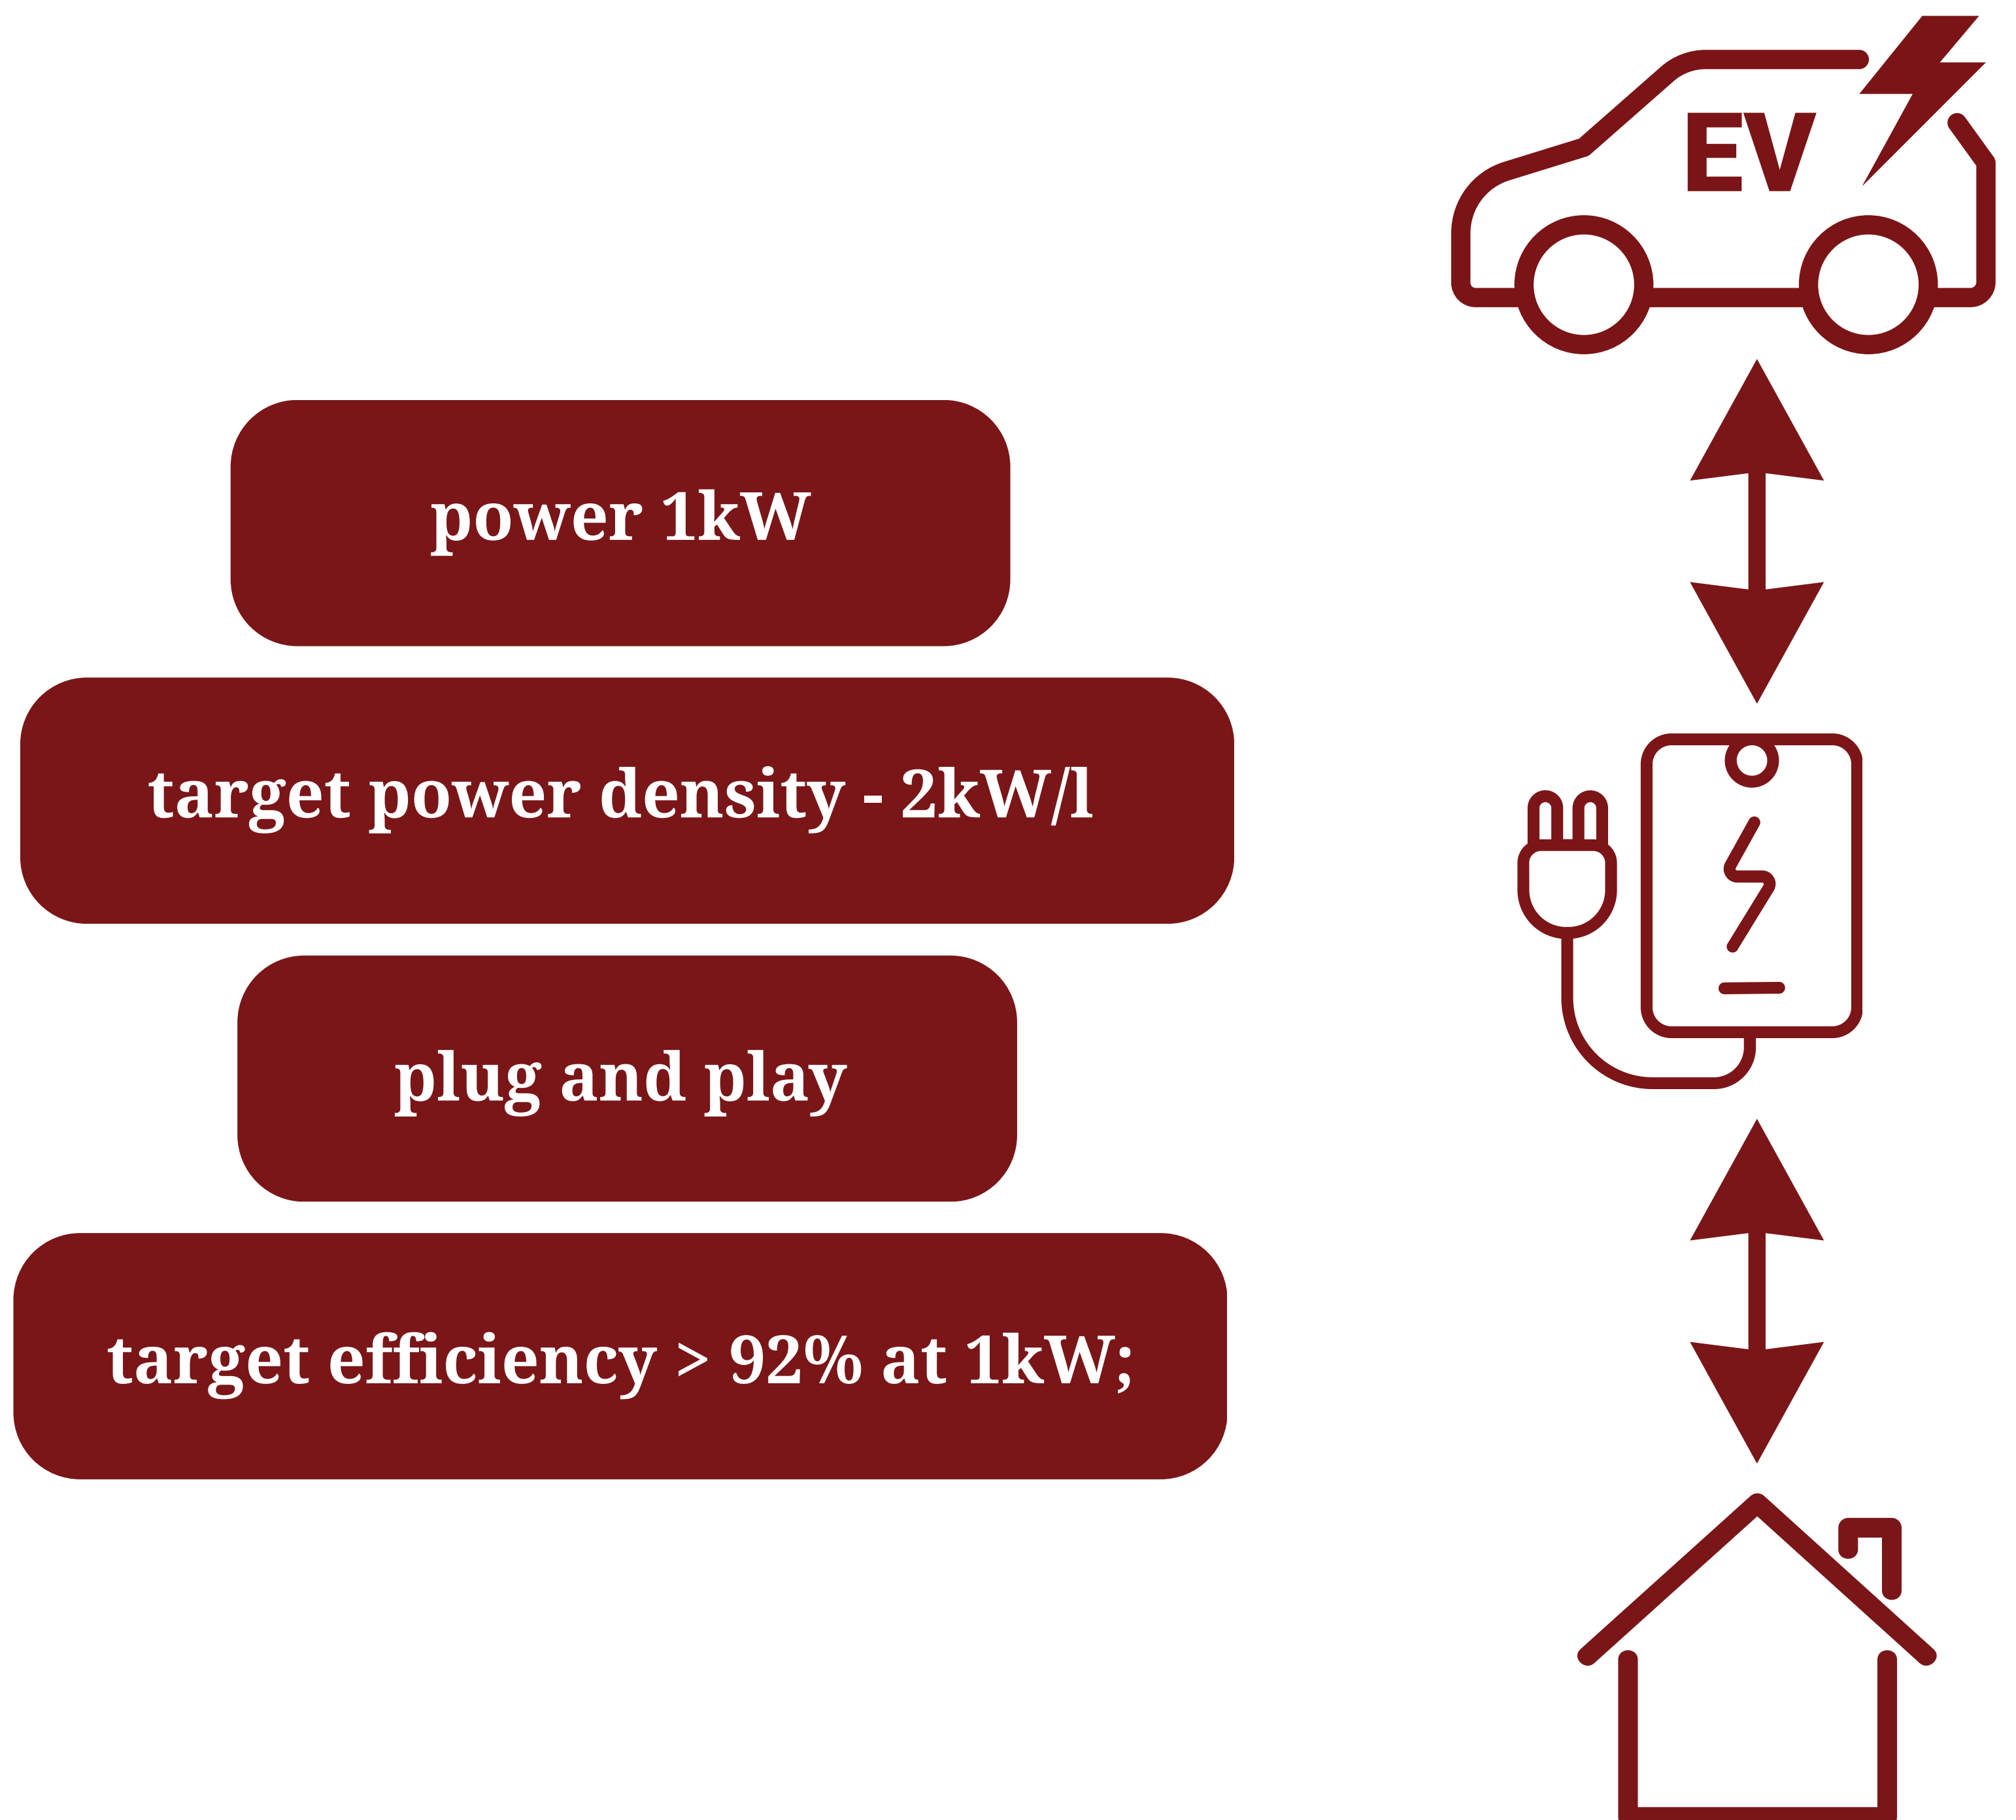 EV
power 1kW
target power density - 2kW/l
plug and play
target efficiency > 92% at 1kW;